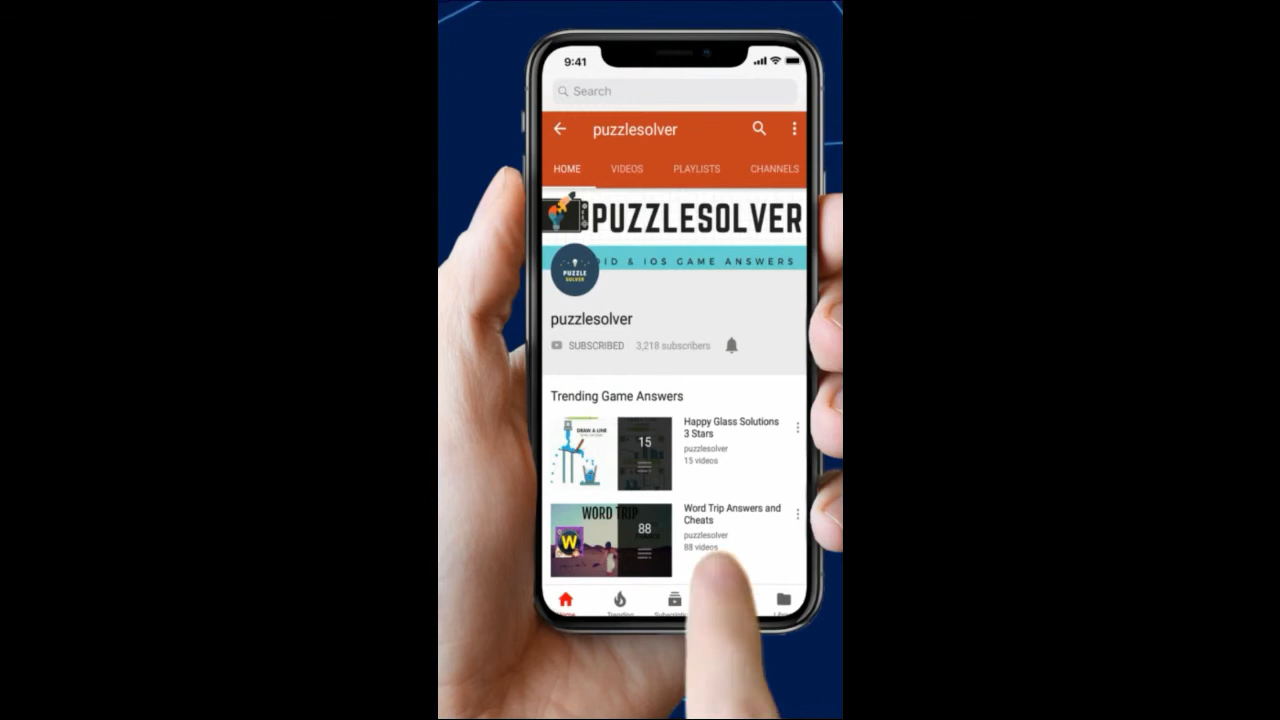 9:41
Search
puzzlesolver
HOME VIDEOS PLAYLISTS CHANNELS
PUZZLESOLVER
& IOS GAME ANSWERS
PUZZLE
SOLVER
puzzlesolver
SUBSCRIBED 3,218 subscribers
Trending Game Answers
DRAW A LINE
15
Happy Glass Solutions
3 Stars
puzzlesolver
15 videos
WORD TRIP
W
88
Word Trip Answers and
Cheats
puzzlesolver
88 videos
Home Trending